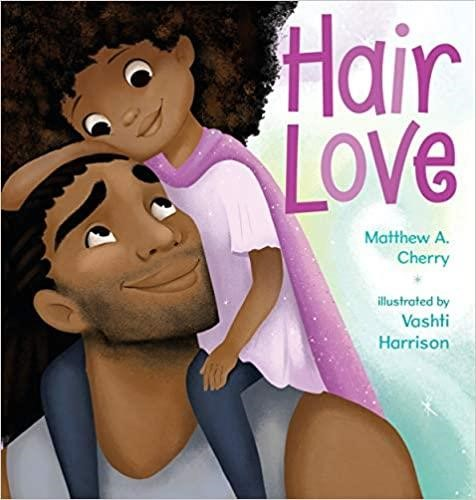 Hair
Love
Matthew A.
Cherry
*
illustrated by
Vashti
Harrison